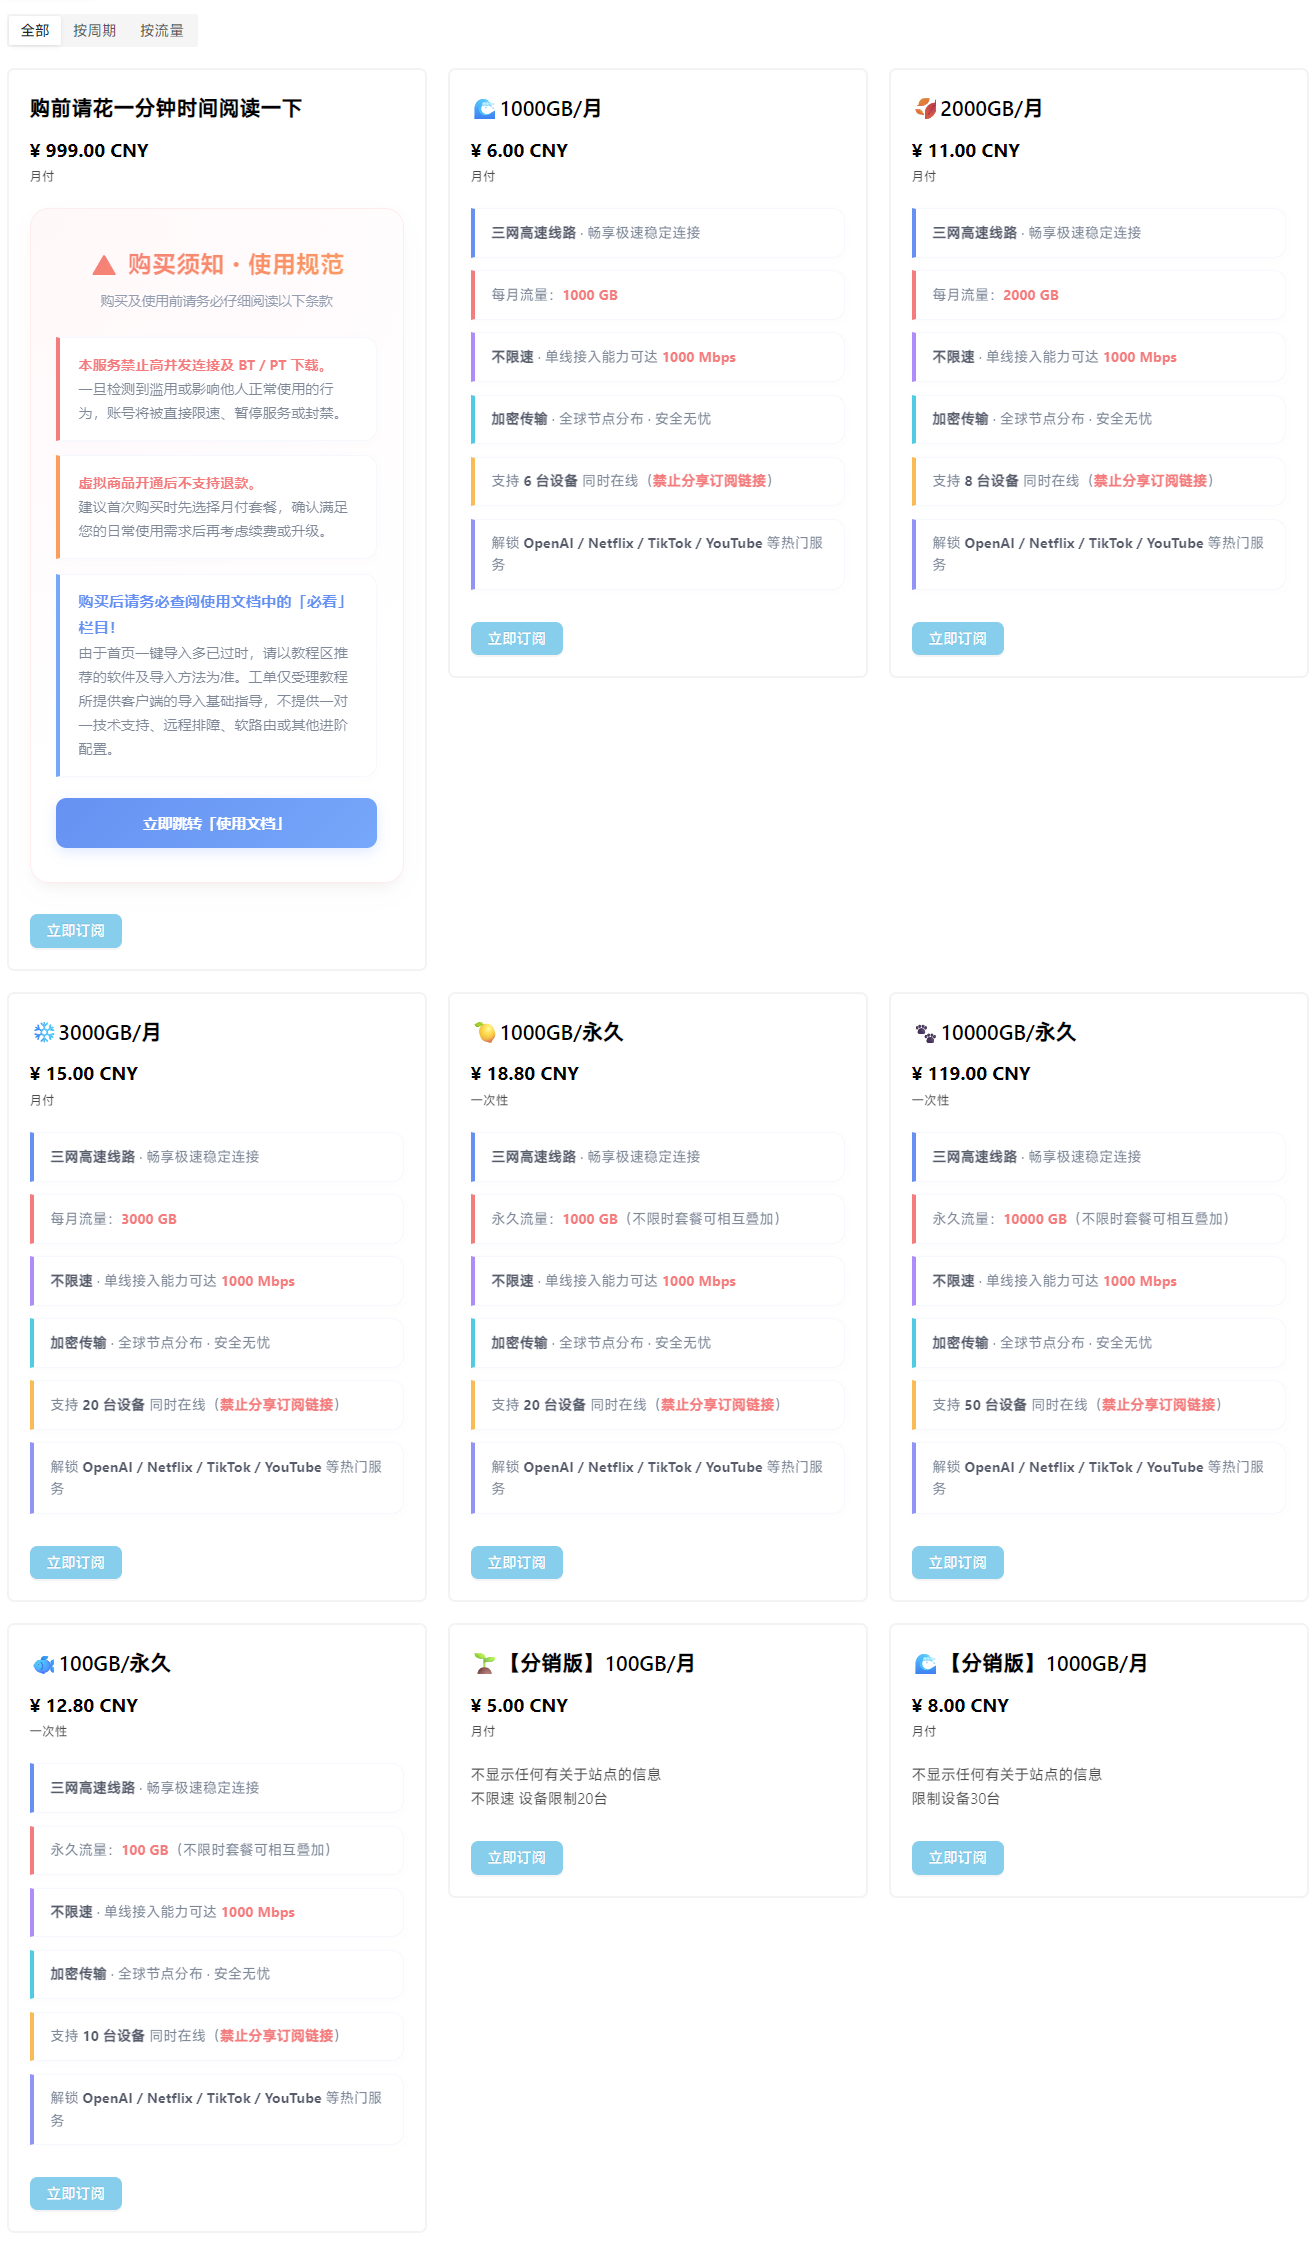 全部 按周期 按流量
购前请花一分钟时间阅读一下
¥ 999.00 CNY
月付
购买须知·使用规范
购买及使用前请务必仔细阅读以下条款
本服务禁止高并发连接及 BT / PT 下载。
一旦检测到滥用或影响他人正常使用的行
为，账号将被直接限速、暂停服务或封禁。
虚拟商品开通后不支持退款。
建议首次购买时先选择月付套餐，确认满足
您的日常使用需求后再考虑续费或升级。
购买后请务必查阅使用文档中的「必看」
栏目！
由于首页一键导入多已过时，请以教程区推
荐的软件及导入方法为准。工单仅受理教程
所提供客户端的导入基础指导，不提供一对
一技术支持、远程排障、软路由或其他进阶
配置。
立即跳转「使用文档」
立即订阅
1000GB/月
¥ 6.00 CNY
月付
三网高速线路 · 畅享极速稳定连接
每月流量：1000 GB
不限速 · 单线接入能力可达 1000 Mbps
加密传输 · 全球节点分布 · 安全无忧
支持 6 台设备 同时在线（禁止分享订阅链接）
解锁 OpenAI / Netflix / TikTok / YouTube 等热门服
务
立即订阅
2000GB/月
¥ 11.00 CNY
月付
三网高速线路 · 畅享极速稳定连接
每月流量：2000 GB
不限速 · 单线接入能力可达 1000 Mbps
加密传输 · 全球节点分布 · 安全无忧
支持 8 台设备 同时在线（禁止分享订阅链接）
解锁 OpenAI / Netflix / TikTok / YouTube 等热门服
务
立即订阅
3000GB/月
¥ 15.00 CNY
月付
三网高速线路 · 畅享极速稳定连接
每月流量：3000 GB
不限速 · 单线接入能力可达 1000 Mbps
加密传输 · 全球节点分布 · 安全无忧
支持 20 台设备 同时在线（禁止分享订阅链接）
解锁 OpenAI / Netflix / TikTok / YouTube 等热门服
务
立即订阅
1000GB/永久
¥ 18.80 CNY
一次性
三网高速线路 · 畅享极速稳定连接
永久流量：1000 GB（不限时套餐可相互叠加）
不限速 · 单线接入能力可达 1000 Mbps
加密传输 · 全球节点分布 · 安全无忧
支持 20 台设备 同时在线（禁止分享订阅链接）
解锁 OpenAI / Netflix / TikTok / YouTube 等热门服
务
立即订阅
10000GB/永久
¥ 119.00 CNY
一次性
三网高速线路 · 畅享极速稳定连接
永久流量：10000 GB（不限时套餐可相互叠加）
不限速 · 单线接入能力可达 1000 Mbps
加密传输 · 全球节点分布 · 安全无忧
支持 50 台设备 同时在线（禁止分享订阅链接）
解锁 OpenAI / Netflix / TikTok / YouTube 等热门服
务
立即订阅
100GB/永久
¥ 12.80 CNY
一次性
三网高速线路 · 畅享极速稳定连接
永久流量：100 GB（不限时套餐可相互叠加）
不限速 · 单线接入能力可达 1000 Mbps
加密传输 · 全球节点分布 · 安全无忧
支持 10 台设备 同时在线（禁止分享订阅链接）
解锁 OpenAI / Netflix / TikTok / YouTube 等热门服
务
立即订阅
【分销版】100GB/月
¥ 5.00 CNY
月付
不显示任何有关于站点的信息
不限速 设备限制20台
立即订阅
【分销版】1000GB/月
¥ 8.00 CNY
月付
不显示任何有关于站点的信息
限制设备30台
立即订阅